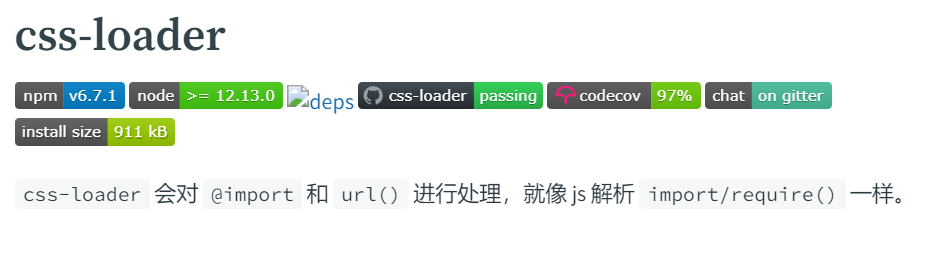 css-loader
npm v6.7.1 node >= 12.13.0 deps css-loader passing codecov 97% chat on gitter
install size 911 kB
css-loader 会对 @import 和 url() 进行处理，就像 js 解析 import/require() 一样。